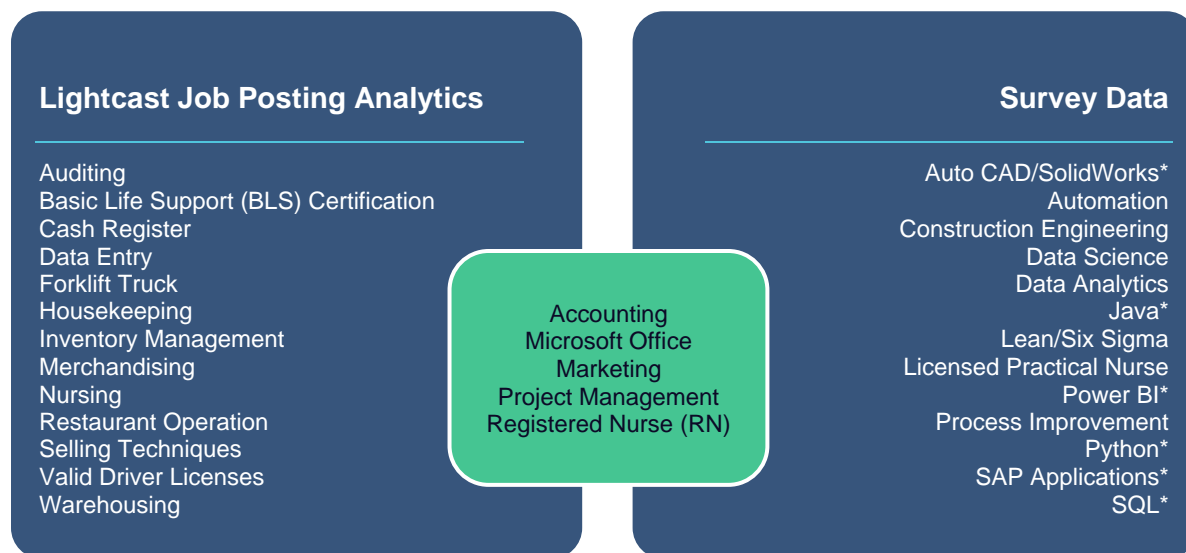 Lightcast Job Posting Analytics
Auditing
Basic Life Support (BLS) Certification
Cash Register
Data Entry
Forklift Truck
Housekeeping
Inventory Management
Merchandising
Nursing
Restaurant Operation
Selling Techniques
Valid Driver Licenses
Warehousing
Accounting
Microsoft Office
Marketing
Project Management
Registered Nurse (RN)
Survey Data
Auto CAD/SolidWorks*
Automation
Construction Engineering
Data Science
Data Analytics
Java*
Lean/Six Sigma
Licensed Practical Nurse
Power BI*
Process Improvement
Python*
SAP Applications*
SQL*